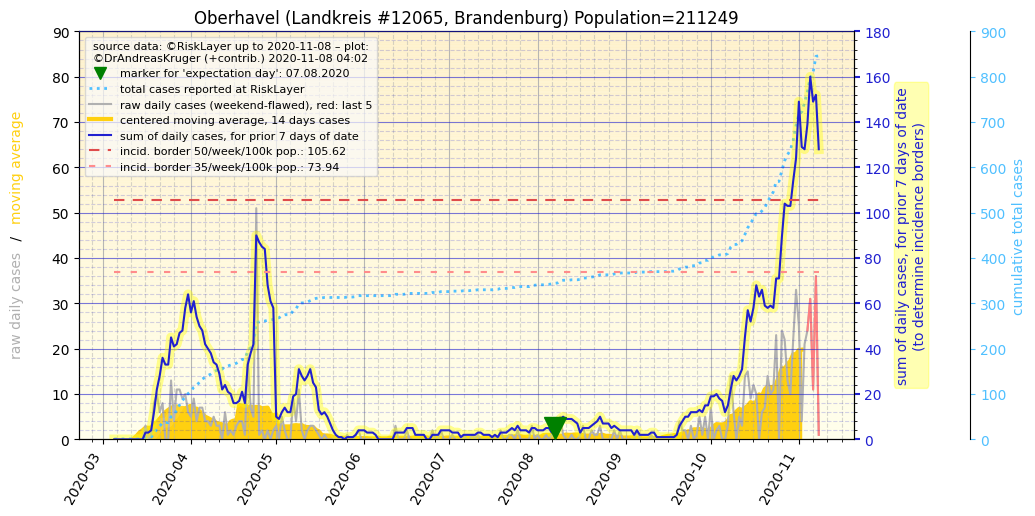 Oberhavel (Landkreis #12065, Brandenburg) Population=211249
source data: ©RiskLayer up to 2020-11-08 – plot:
©DrAndreasKruger (+contrib.) 2020-11-08 04:02
marker for 'expectation day': 07.08.2020
total cases reported at RiskLayer
raw daily cases (weekend-flawed), red: last 5
centered moving average, 14 days cases
sum of daily cases, for prior 7 days of date
incid. border 50/week/100k pop.: 105.62
incid. border 35/week/100k pop.: 73.94
raw daily cases / moving average
90
80
70
60
50
40
30
20
10
0
2020-03
2020-04
2020-05
2020-06
2020-07
2020-08
2020-09
2020-10
2020-11
180
160
140
120
100
80
60
40
20
0
sum of daily cases, for prior 7 days of date
(to determine incidence borders)
900
800
700
600
500
400
300
200
100
0
cumulative total cases